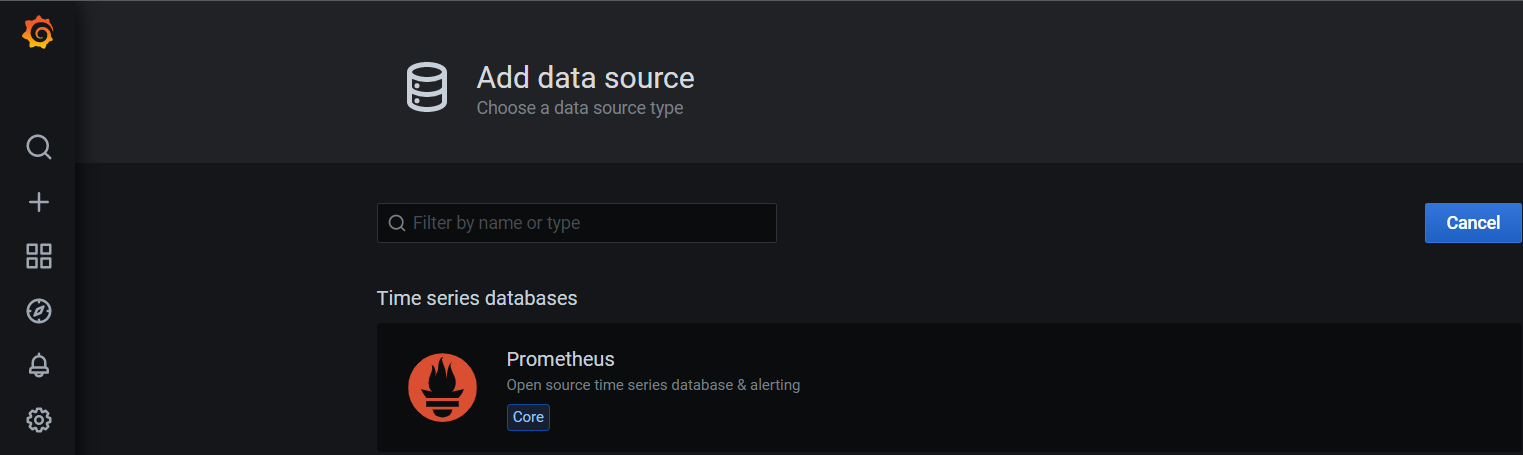 Add data source
Choose a data source type
Filter by name or type
Cancel
Time series databases
Prometheus
Open source time series database & alerting
Core